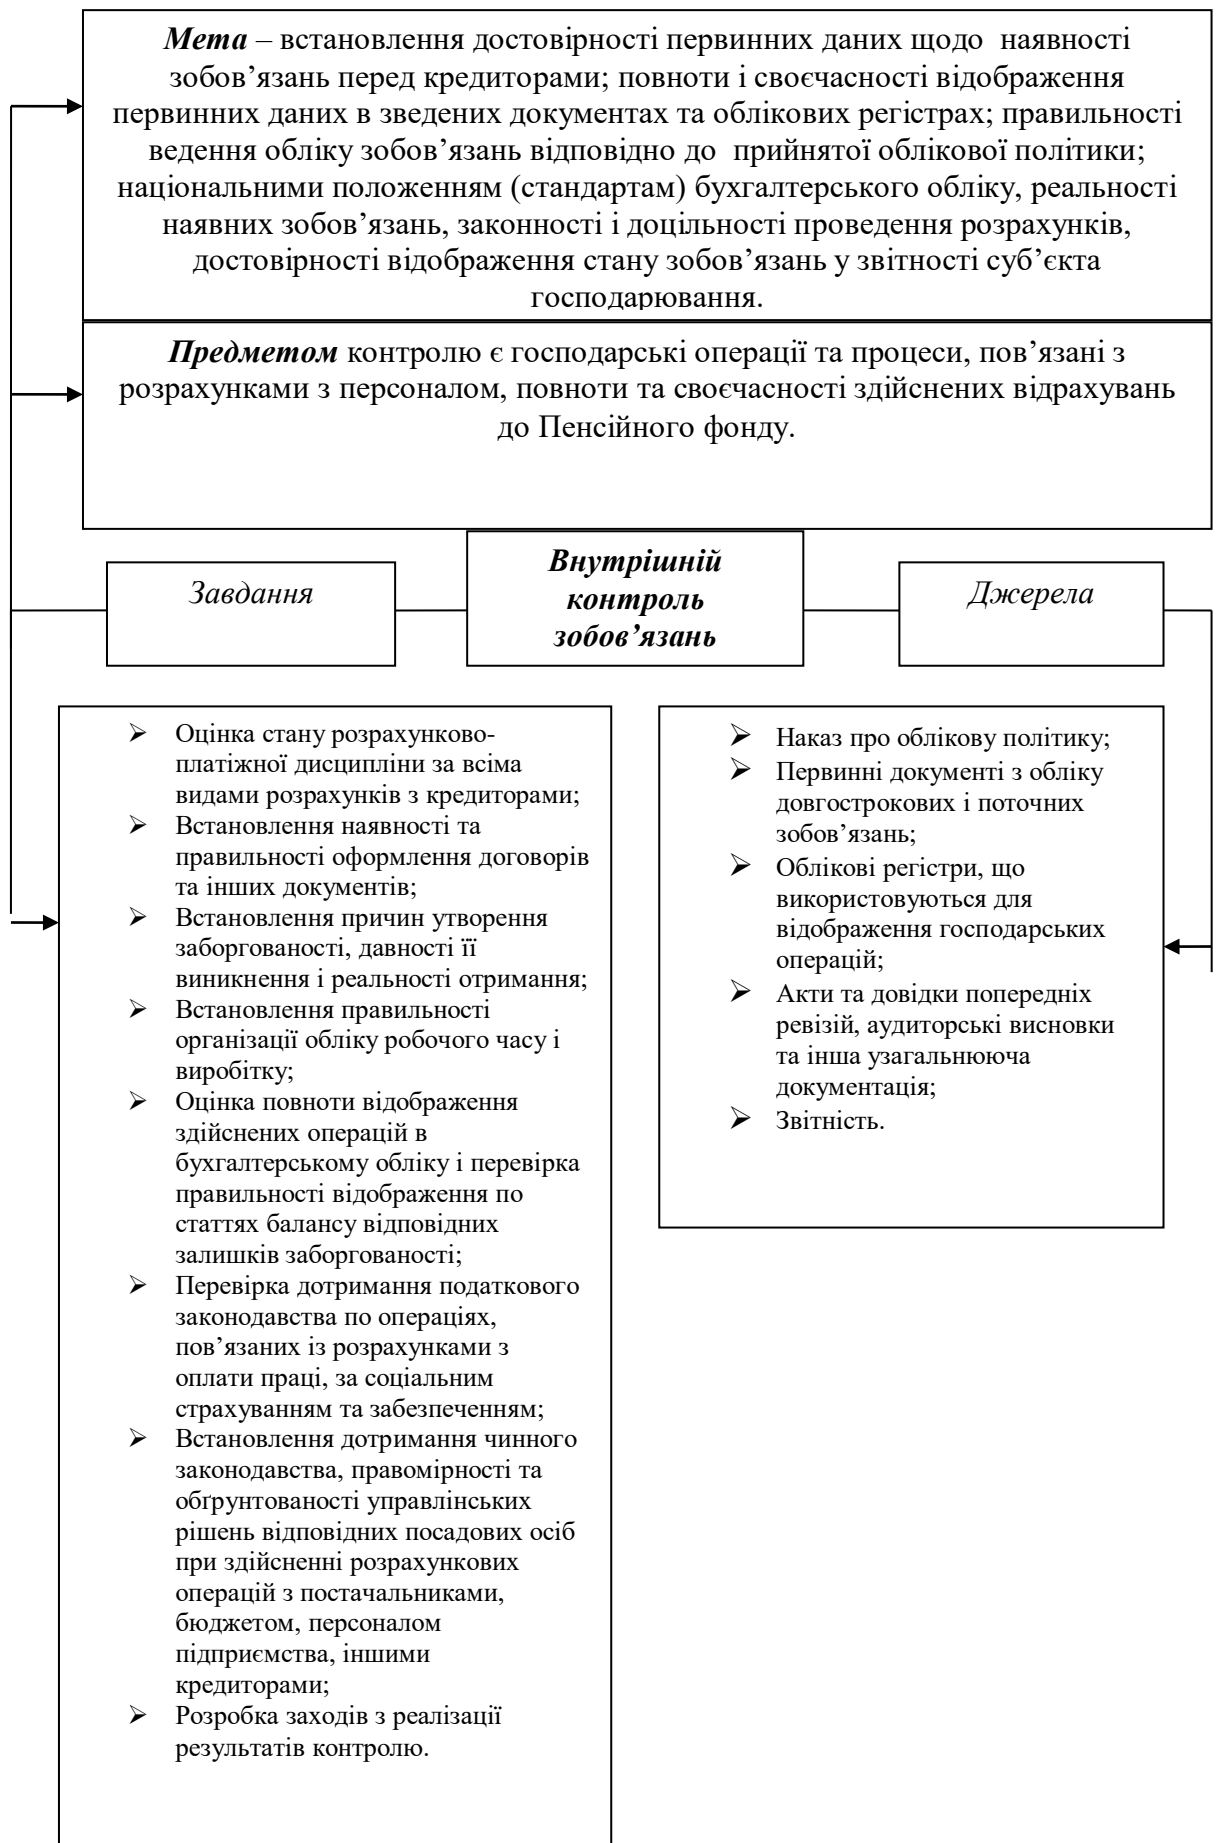 Мета – встановлення достовірності первинних даних щодо  наявності
зобов’язань перед кредиторами; повноти і своєчасності відображення
первинних даних в зведених документах та облікових регістрах; правильності
ведення обліку зобов’язань відповідно до  прийнятої облікової політики;
національними положенням (стандартам) бухгалтерського обліку, реальності
наявних зобов’язань, законності і доцільності проведення розрахунків,
достовірності відображення стану зобов’язань у звітності суб’єкта
господарювання.
Предметом контролю є господарські операції та процеси, пов’язані з
розрахунками з персоналом, повноти та своєчасності здійснених відрахувань
до Пенсійного фонду.
Завдання
Внутрішній
контроль
зобов’язань
Джерела
➢ Оцінка стану розрахунково-
платіжної дисципліни за всіма
видами розрахунків з кредиторами;
➢ Встановлення наявності та
правильності оформлення договорів
та інших документів;
➢ Встановлення причин утворення
заборгованості, давності її
виникнення і реальності отримання;
➢ Встановлення правильності
організації обліку робочого часу і
виробітку;
➢ Оцінка повноти відображення
здійснених операцій в
бухгалтерському обліку і перевірка
правильності відображення по
статтях балансу відповідних
залишків заборгованості;
➢ Перевірка дотримання податкового
законодавства по операціях,
пов’язаних із розрахунками з
оплати праці, за соціальним
страхуванням та забезпеченням;
➢ Встановлення дотримання чинного
законодавства, правомірності та
обґрунтованості управлінських
рішень відповідних посадових осіб
при здійсненні розрахункових
операцій з постачальниками,
бюджетом, персоналом
підприємства, іншими
кредиторами;
➢ Розробка заходів з реалізації
результатів контролю.
➢ Наказ про облікову політику;
➢ Первинні документі з обліку
довгострокових і поточних
зобов’язань;
➢ Облікові регістри, що
використовуються для
відображення господарських
операцій;
➢ Акти та довідки попередніх
ревізій, аудиторські висновки
та інша узагальнююча
документація;
➢ Звітність.